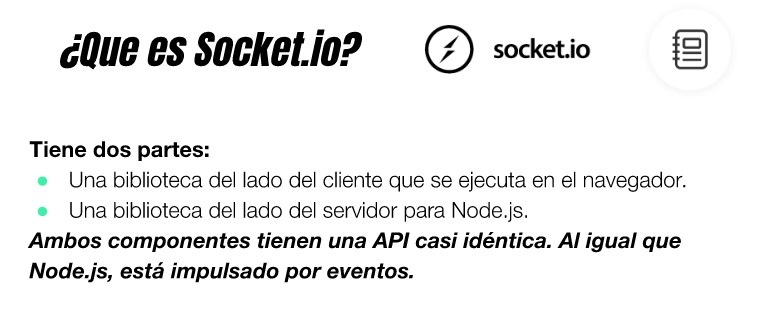 ¿Que es Socket.io?
socket.io
Tiene dos partes:
Una biblioteca del lado del cliente que se ejecuta en el navegador.
Una biblioteca del lado del servidor para Node.js.
Ambos componentes tienen una API casi idéntica. Al igual que
Node.js, está impulsado por eventos.